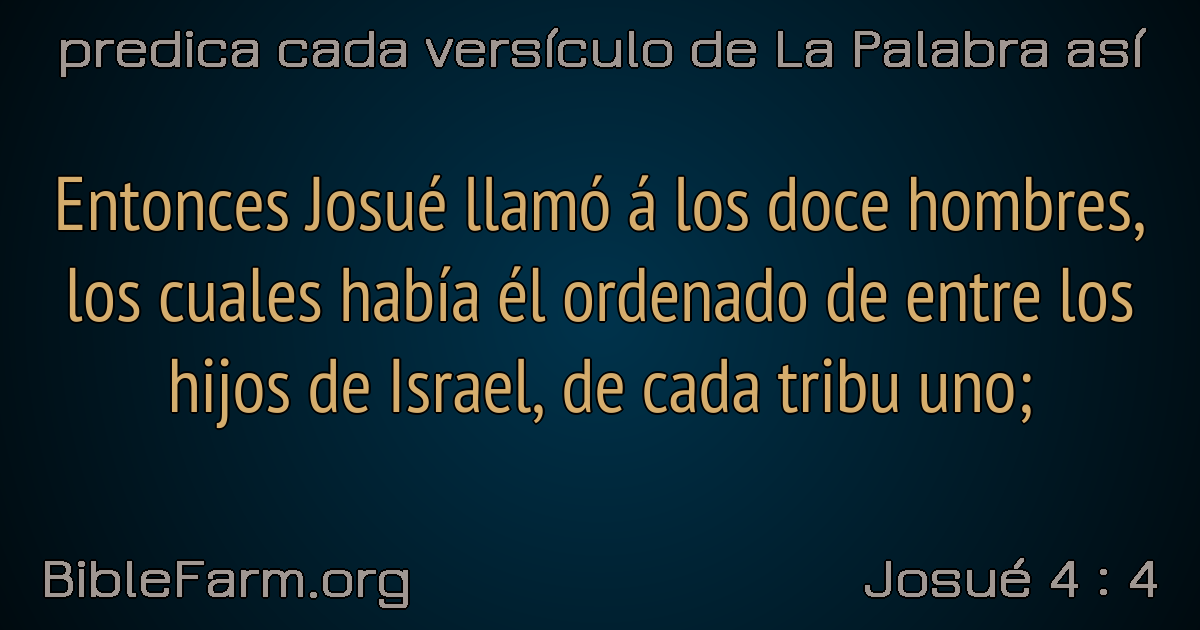 predica cada versículo de La Palabra así
Entonces Josué llamó á los doce hombres,
los cuales había él ordenado de entre los
hijos de Israel, de cada tribu uno;
BibleFarm.org
Josué 4 : 4